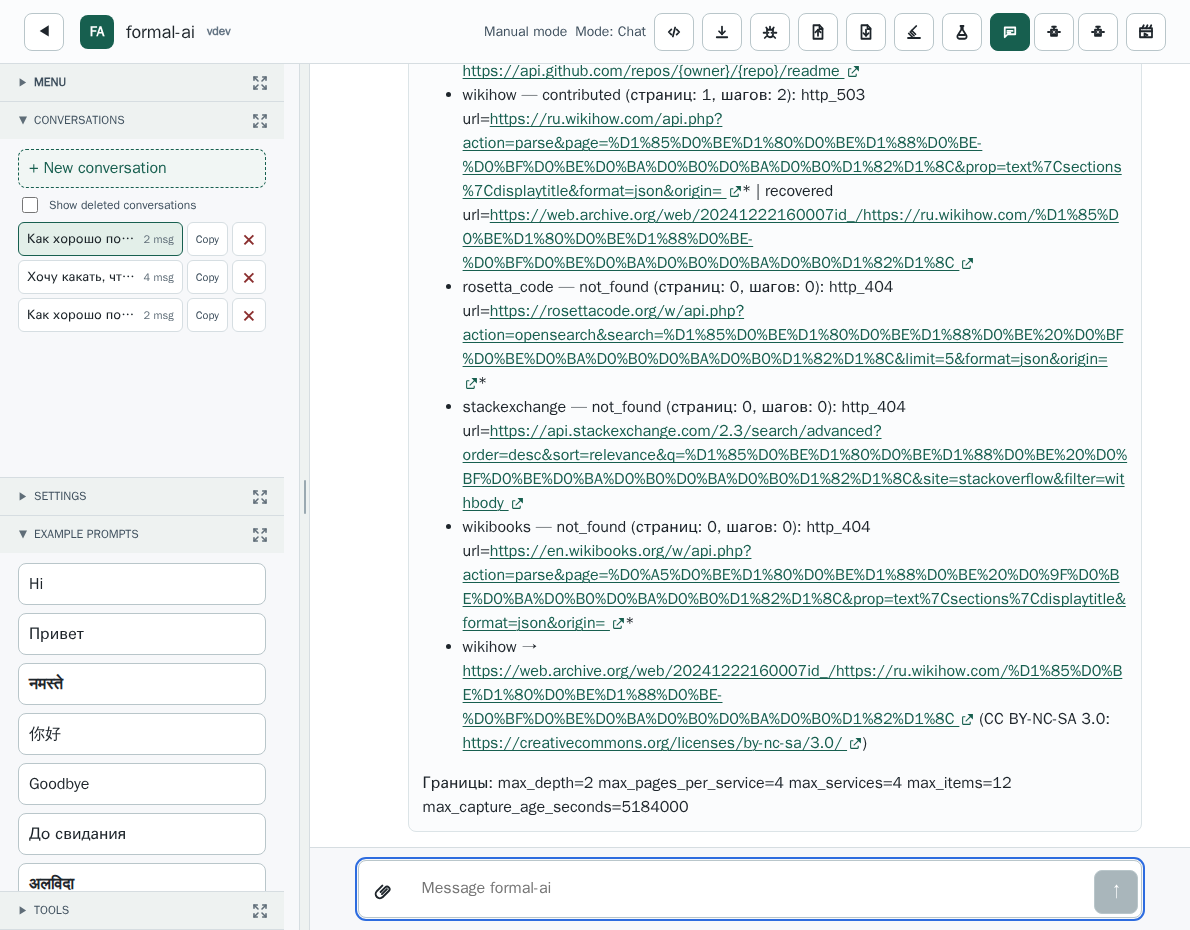 FA formal-ai vdev
Manual mode Mode: Chat
MENU
CONVERSATIONS
+ New conversation
Show deleted conversations
Как хорошо по··· 2 msg Copy
Хочу какать, чт··· 4 msg Copy
Как хорошо по··· 2 msg Copy
SETTINGS
EXAMPLE PROMPTS
Hi
Привет
नमस्ते
你好
Goodbye
До свидания
अलविदा
TOOLS
https://api.github.com/repos/{owner}/{repo}/readme
• wikihow — contributed (страниц: 1, шагов: 2): http_503
url=https://ru.wikihow.com/api.php?
action=parse&page=%D1%85%D0%BE%D1%80%D0%BE%D1%88%D0%BE-
%D0%BF%D0%BE%D0%BA%D0%B0%D0%BA%D0%B0%D1%82%D1%8C&prop=text%7Csections
%7Cdisplaytitle&format=json&origin= * | recovered
url=https://web.archive.org/web/20241222160007id_/https://ru.wikihow.com/%D1%85%D
0%BE%D1%80%D0%BE%D1%88%D0%BE-
%D0%BF%D0%BE%D0%BA%D0%B0%D0%BA%D0%B0%D1%82%D1%8C
• rosetta_code — not_found (страниц: 0, шагов: 0): http_404
url=https://rosettacode.org/w/api.php?
action=opensearch&search=%D1%85%D0%BE%D1%80%D0%BE%D1%88%D0%BE%20%D0%BF
%D0%BE%D0%BA%D0%B0%D0%BA%D0%B0%D1%82%D1%8C&limit=5&format=json&origin=
*
• stackexchange — not_found (страниц: 0, шагов: 0): http_404
url=https://api.stackexchange.com/2.3/search/advanced?
order=desc&sort=relevance&q=%D1%85%D0%BE%D1%80%D0%BE%D1%88%D0%BE%20%D0%
BF%D0%BE%D0%BA%D0%B0%D0%BA%D0%B0%D1%82%D1%8C&site=stackoverflow&filter=wit
hbody
• wikibooks — not_found (страниц: 0, шагов: 0): http_404
url=https://en.wikibooks.org/w/api.php?
action=parse&page=%D0%A5%D0%BE%D1%80%D0%BE%D1%88%D0%BE%20%D0%9F%D0%B
E%D0%BA%D0%B0%D0%BA%D0%B0%D1%82%D1%8C&prop=text%7Csections%7Cdisplaytitle&
format=json&origin= *
• wikihow →
https://web.archive.org/web/20241222160007id_/https://ru.wikihow.com/%D1%85%D0%B
E%D1%80%D0%BE%D1%88%D0%BE-
%D0%BF%D0%BE%D0%BA%D0%B0%D0%BA%D0%B0%D1%82%D1%8C (CC BY-NC-SA 3.0:
https://creativecommons.org/licenses/by-nc-sa/3.0/ )
Границы: max_depth=2 max_pages_per_service=4 max_services=4 max_items=12
max_capture_age_seconds=5184000
Message formal-ai